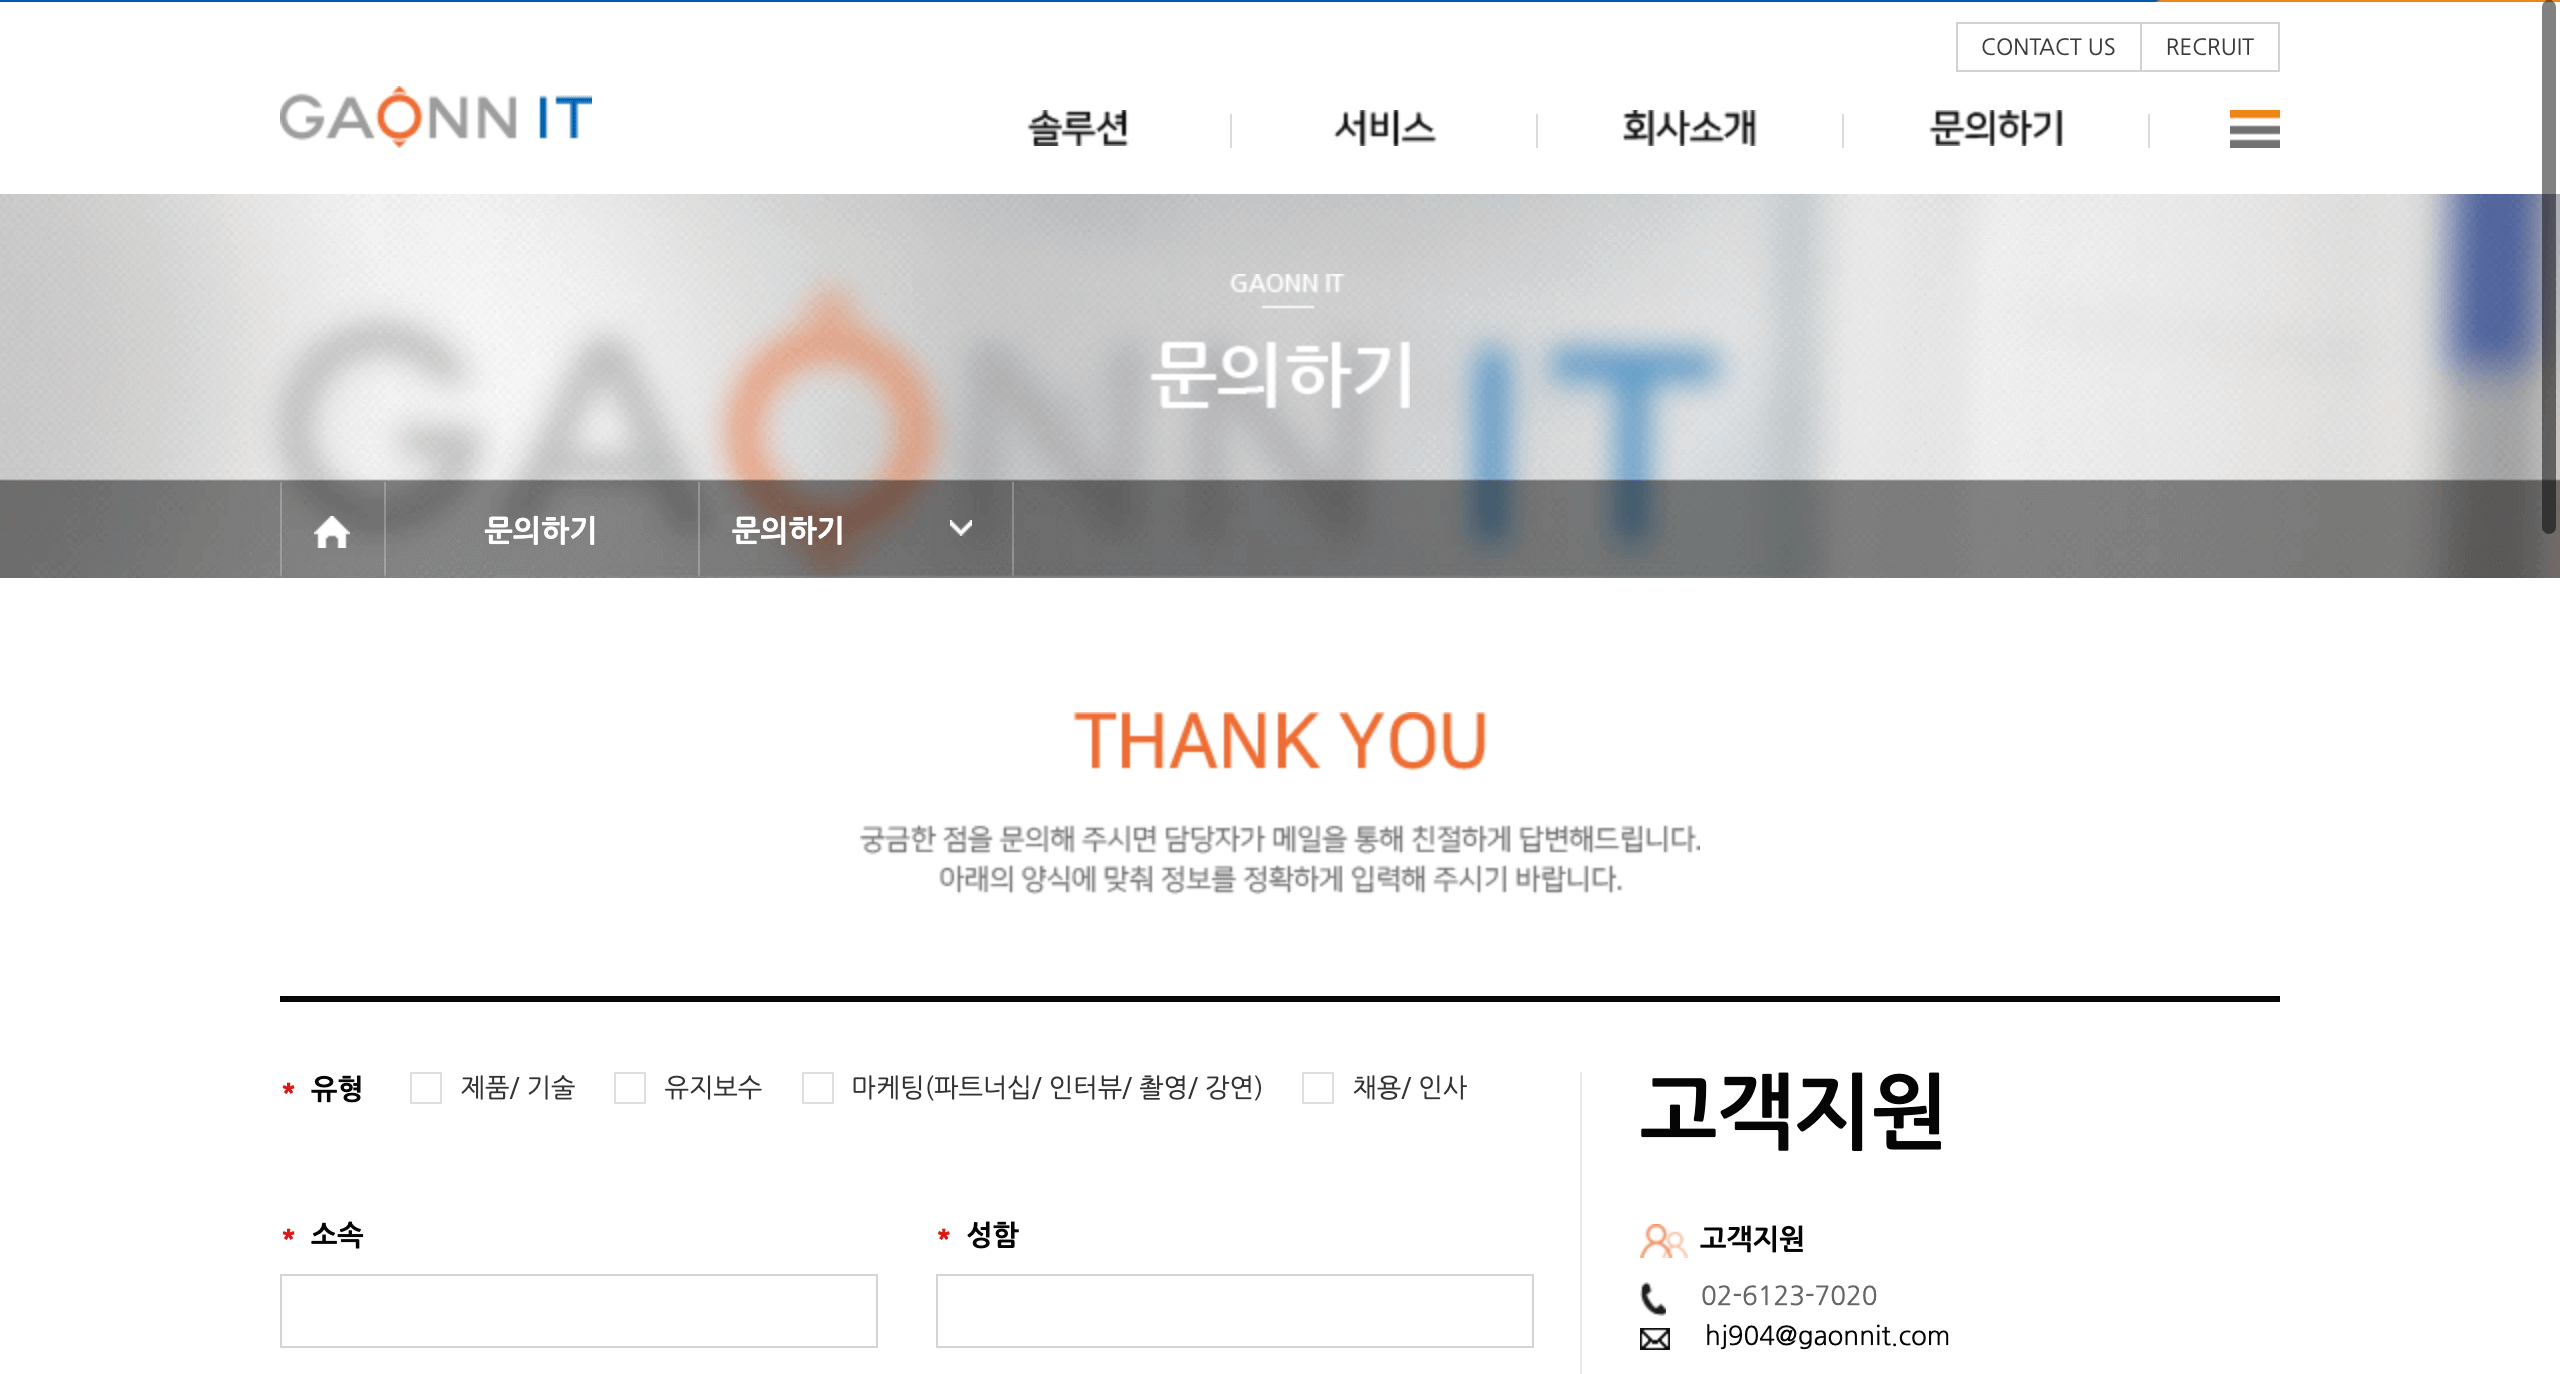 CONTACT US RECRUIT
GAONN IT
솔루션 서비스 회사소개 문의하기
GAONN IT
문의하기
GAONN IT
문의하기 문의하기
THANK YOU
궁금한 점을 문의해 주시면 담당자가 메일을 통해 친절하게 답변해드립니다.
아래의 양식에 맞춰 정보를 정확하게 입력해 주시기 바랍니다.
* 유형 제품/ 기술 유지보수 마케팅(파트너십/ 인터뷰/ 촬영/ 강연) 채용/ 인사
* 소속 * 성함
고객지원
고객지원
02-6123-7020
hj904@gaonnit.com